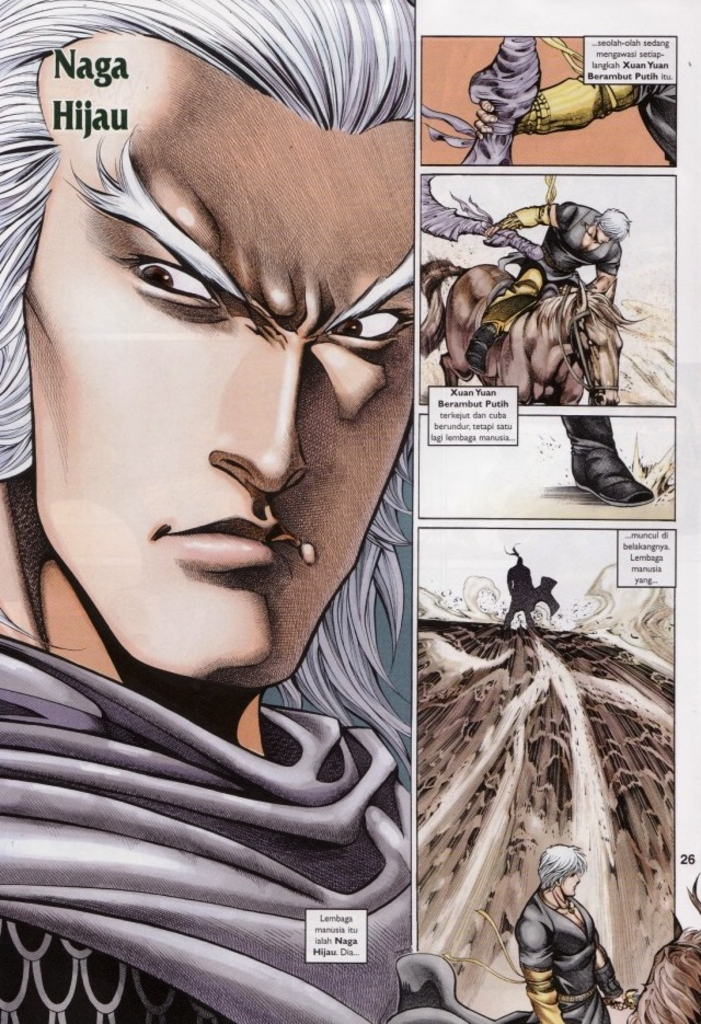 Naga
Hijau
...seolah-olah sedang
mengawasi setiap-
langkah Xuan Yuan
Berambut Putih itu.
Xuan Yuan
Berambut Putih
terkejut dan cuba
berundur, tetapi satu
lagi lembaga manusia...
...muncul di
belakangnya.
Lembaga
manusia
yang...
Lembaga
manusia itu
ialah Naga
Hijau. Dia...
26